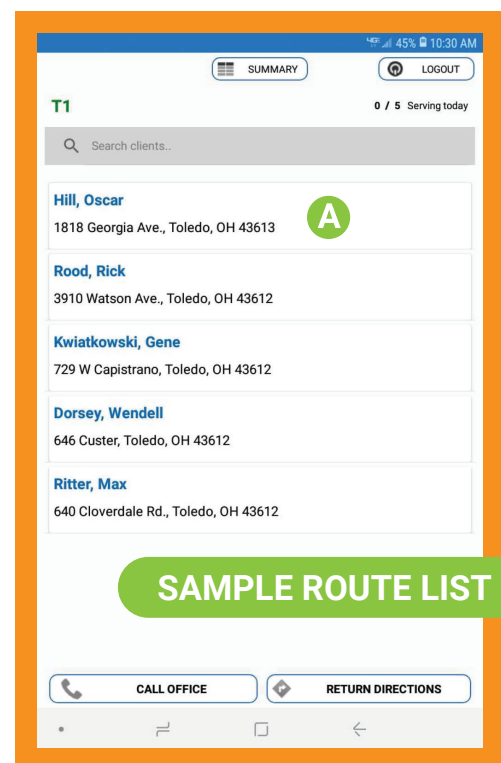 45% 10:30 AM
SUMMARY
LOGOUT
T1
0 / 5 Serving today
Search clients..
Hill, Oscar
1818 Georgia Ave., Toledo, OH 43613
A
Rood, Rick
3910 Watson Ave., Toledo, OH 43612
Kwiatkowski, Gene
729 W Capistrano, Toledo, OH 43612
Dorsey, Wendell
646 Custer, Toledo, OH 43612
Ritter, Max
640 Cloverdale Rd., Toledo, OH 43612
SAMPLE ROUTE LIST
CALL OFFICE
RETURN DIRECTIONS